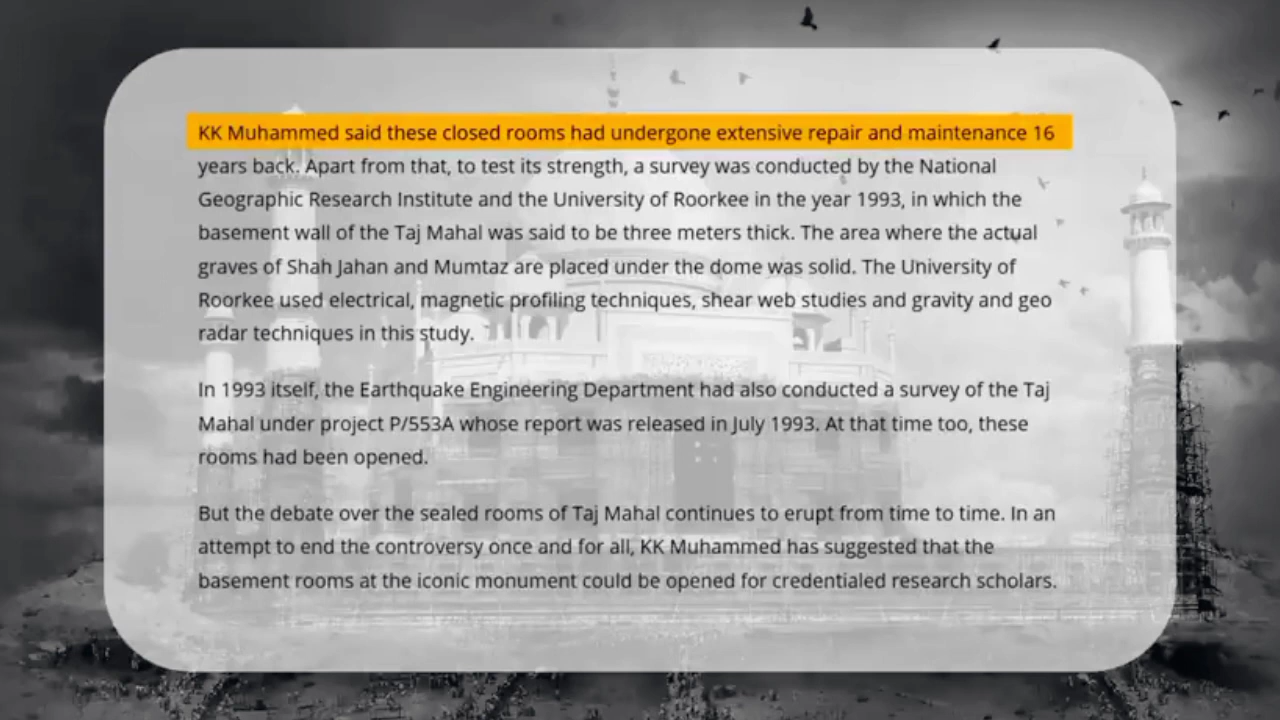 KK Muhammed said these closed rooms had undergone extensive repair and maintenance 16
years back. Apart from that, to test its strength, a survey was conducted by the National
Geographic Research Institute and the University of Roorkee in the year 1993, in which the
basement wall of the Taj Mahal was said to be three meters thick. The area where the actual
graves of Shah Jahan and Mumtaz are placed under the dome was solid. The University of
Roorkee used electrical, magnetic profiling techniques, shear web studies and gravity and geo
radar techniques in this study.
In 1993 itself, the Earthquake Engineering Department had also conducted a survey of the Taj
Mahal under project P/553A whose report was released in July 1993. At that time too, these
rooms had been opened.
But the debate over the sealed rooms of Taj Mahal continues to erupt from time to time. In an
attempt to end the controversy once and for all, KK Muhammed has suggested that the
basement rooms at the iconic monument could be opened for credentialed research scholars.